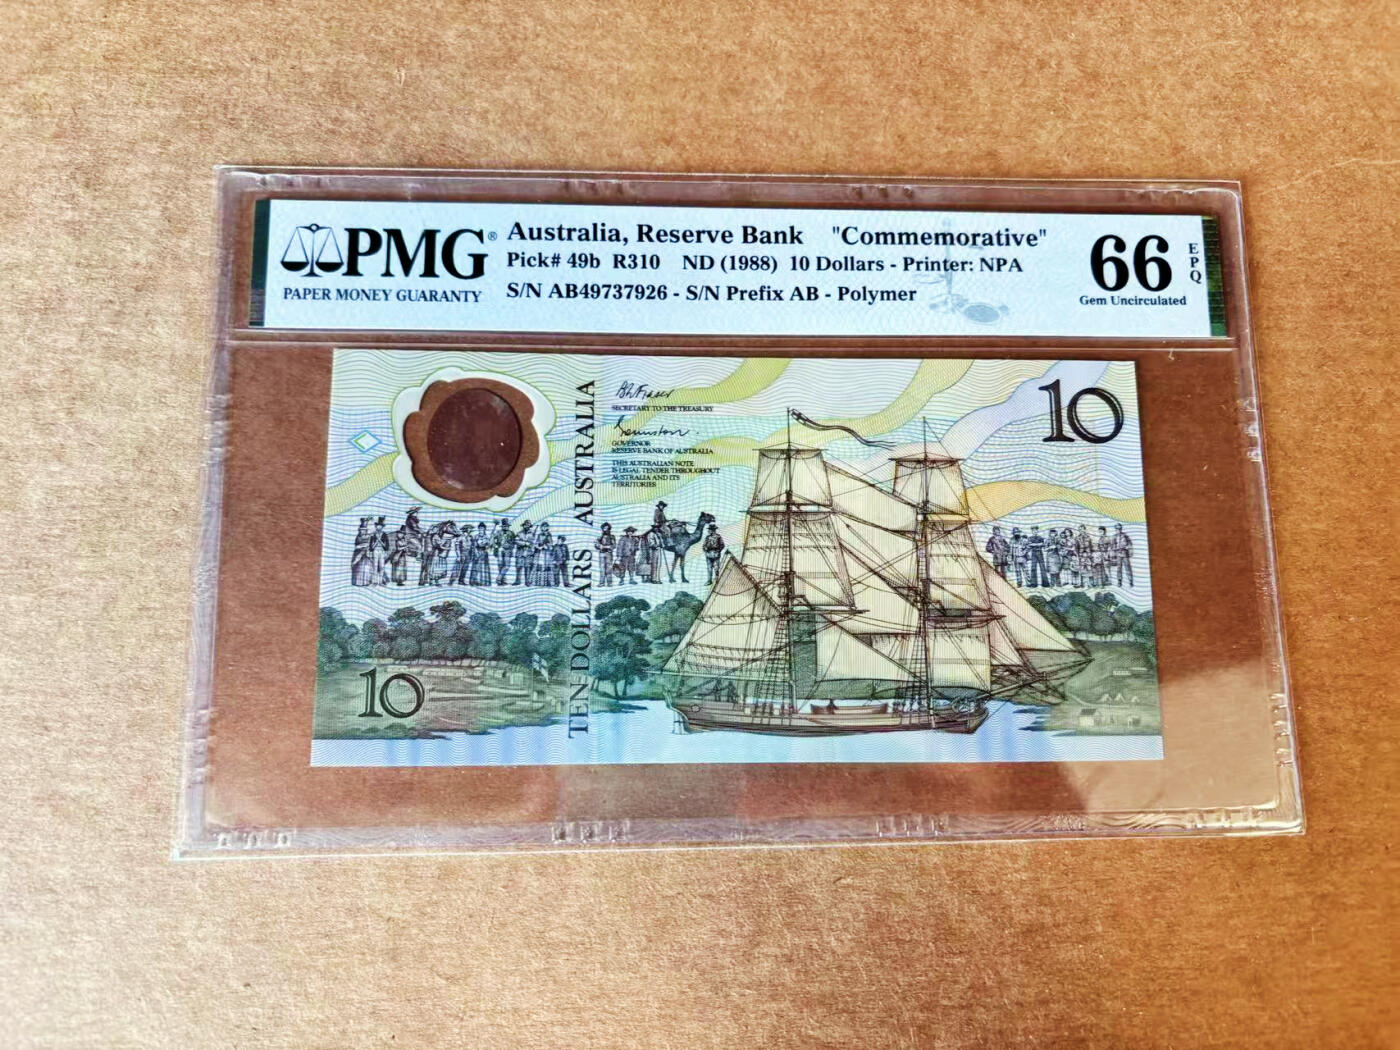 PMG®
PAPER MONEY GUARANTY
Australia, Reserve Bank "Commemorative"
Pick# 49b R310 ND (1988) 10 Dollars - Printer: NPA
S/N AB49737926 - S/N Prefix AB - Polymer
66
EPQ
Gem Uncirculated
SECRETARY TO THE TREASURY
GOVERNOR
RESERVE BANK OF AUSTRALIA
THIS AUSTRALIAN NOTE
IS LEGAL TENDER THROUGHOUT
AUSTRALIA AND ITS
TERRITORIES
TEN DOLLARS AUSTRALIA
10
10